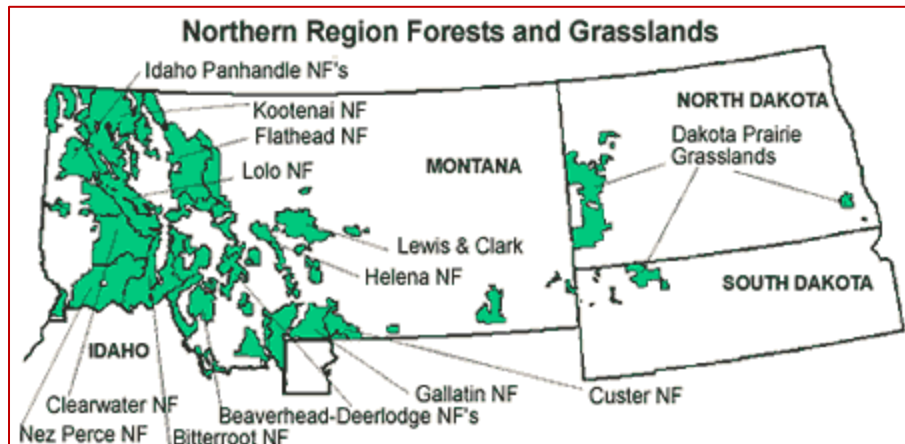 Northern Region Forests and Grasslands
Idaho Panhandle NF's
Kootenai NF
Flathead NF
Lolo NF
MONTANA
NORTH DAKOTA
Dakota Prairie
Grasslands
Lewis & Clark
Helena NF
SOUTH DAKOTA
IDAHO
Gallatin NF
Custer NF
Clearwater NF
Beaverhead-Deerlodge NF's
Nez Perce NF
Bitterroot NF